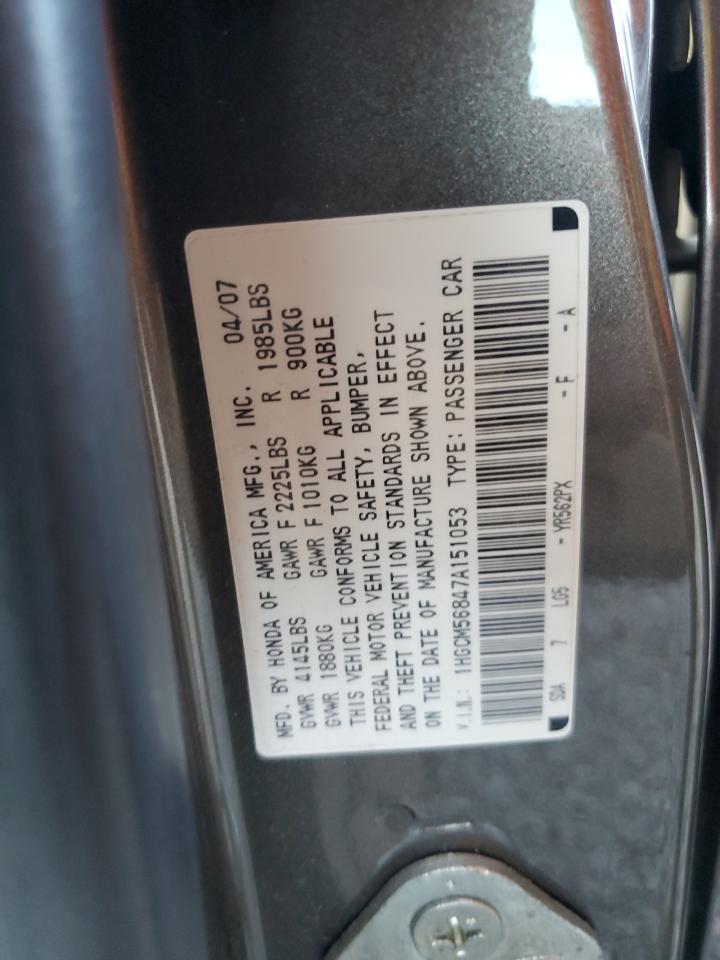 MFD. BY HONDA OF AMERICA MFG., INC. 04/07
GVWR 4145LBS GAWR F 2225LBS R 1985LBS
GVWR 1880KG GAWR F 1010KG R 900KG
THIS VEHICLE CONFORMS TO ALL APPLICABLE
FEDERAL MOTOR VEHICLE SAFETY, BUMPER,
AND THEFT PREVENTION STANDARDS IN EFFECT
ON THE DATE OF MANUFACTURE SHOWN ABOVE.
V.I.N.: 1HGCM56847A151053 TYPE: PASSENGER CAR
SDA 7 L05 - YR562PX - F - A